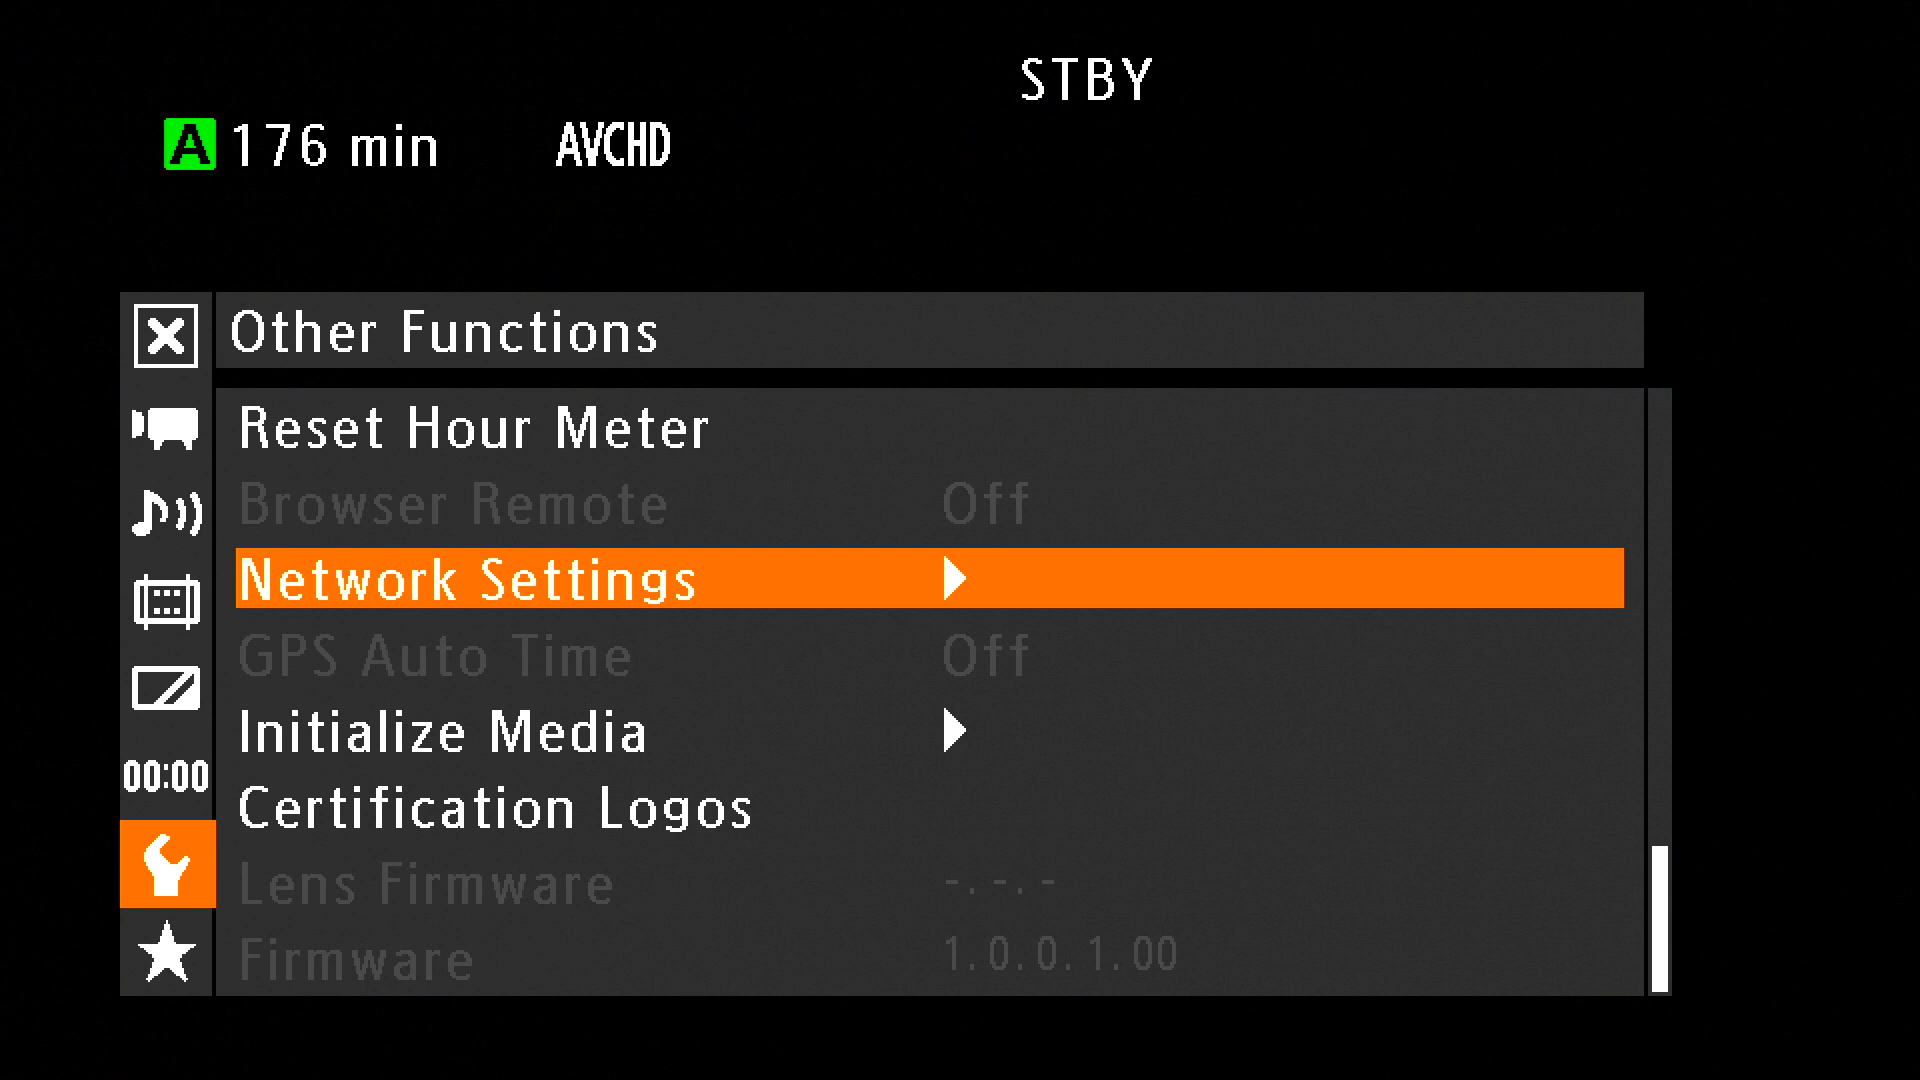 STBY
A 176 min AVCHD
Other Functions
Reset Hour Meter
Browser Remote Off
Network Settings
GPS Auto Time Off
Initialize Media
00:00
Certification Logos
Lens Firmware -.-.-
Firmware 1.0.0.1.00